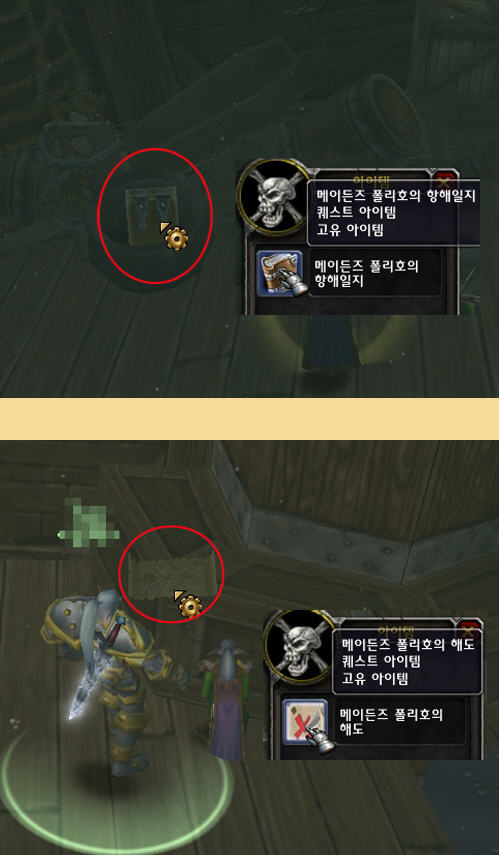 아이템
메이든즈 폴리호의 항해일지
퀘스트 아이템
고유 아이템
메이든즈 폴리호의
항해일지
아이템
메이든즈 폴리호의 해도
퀘스트 아이템
고유 아이템
메이든즈 폴리호의
해도